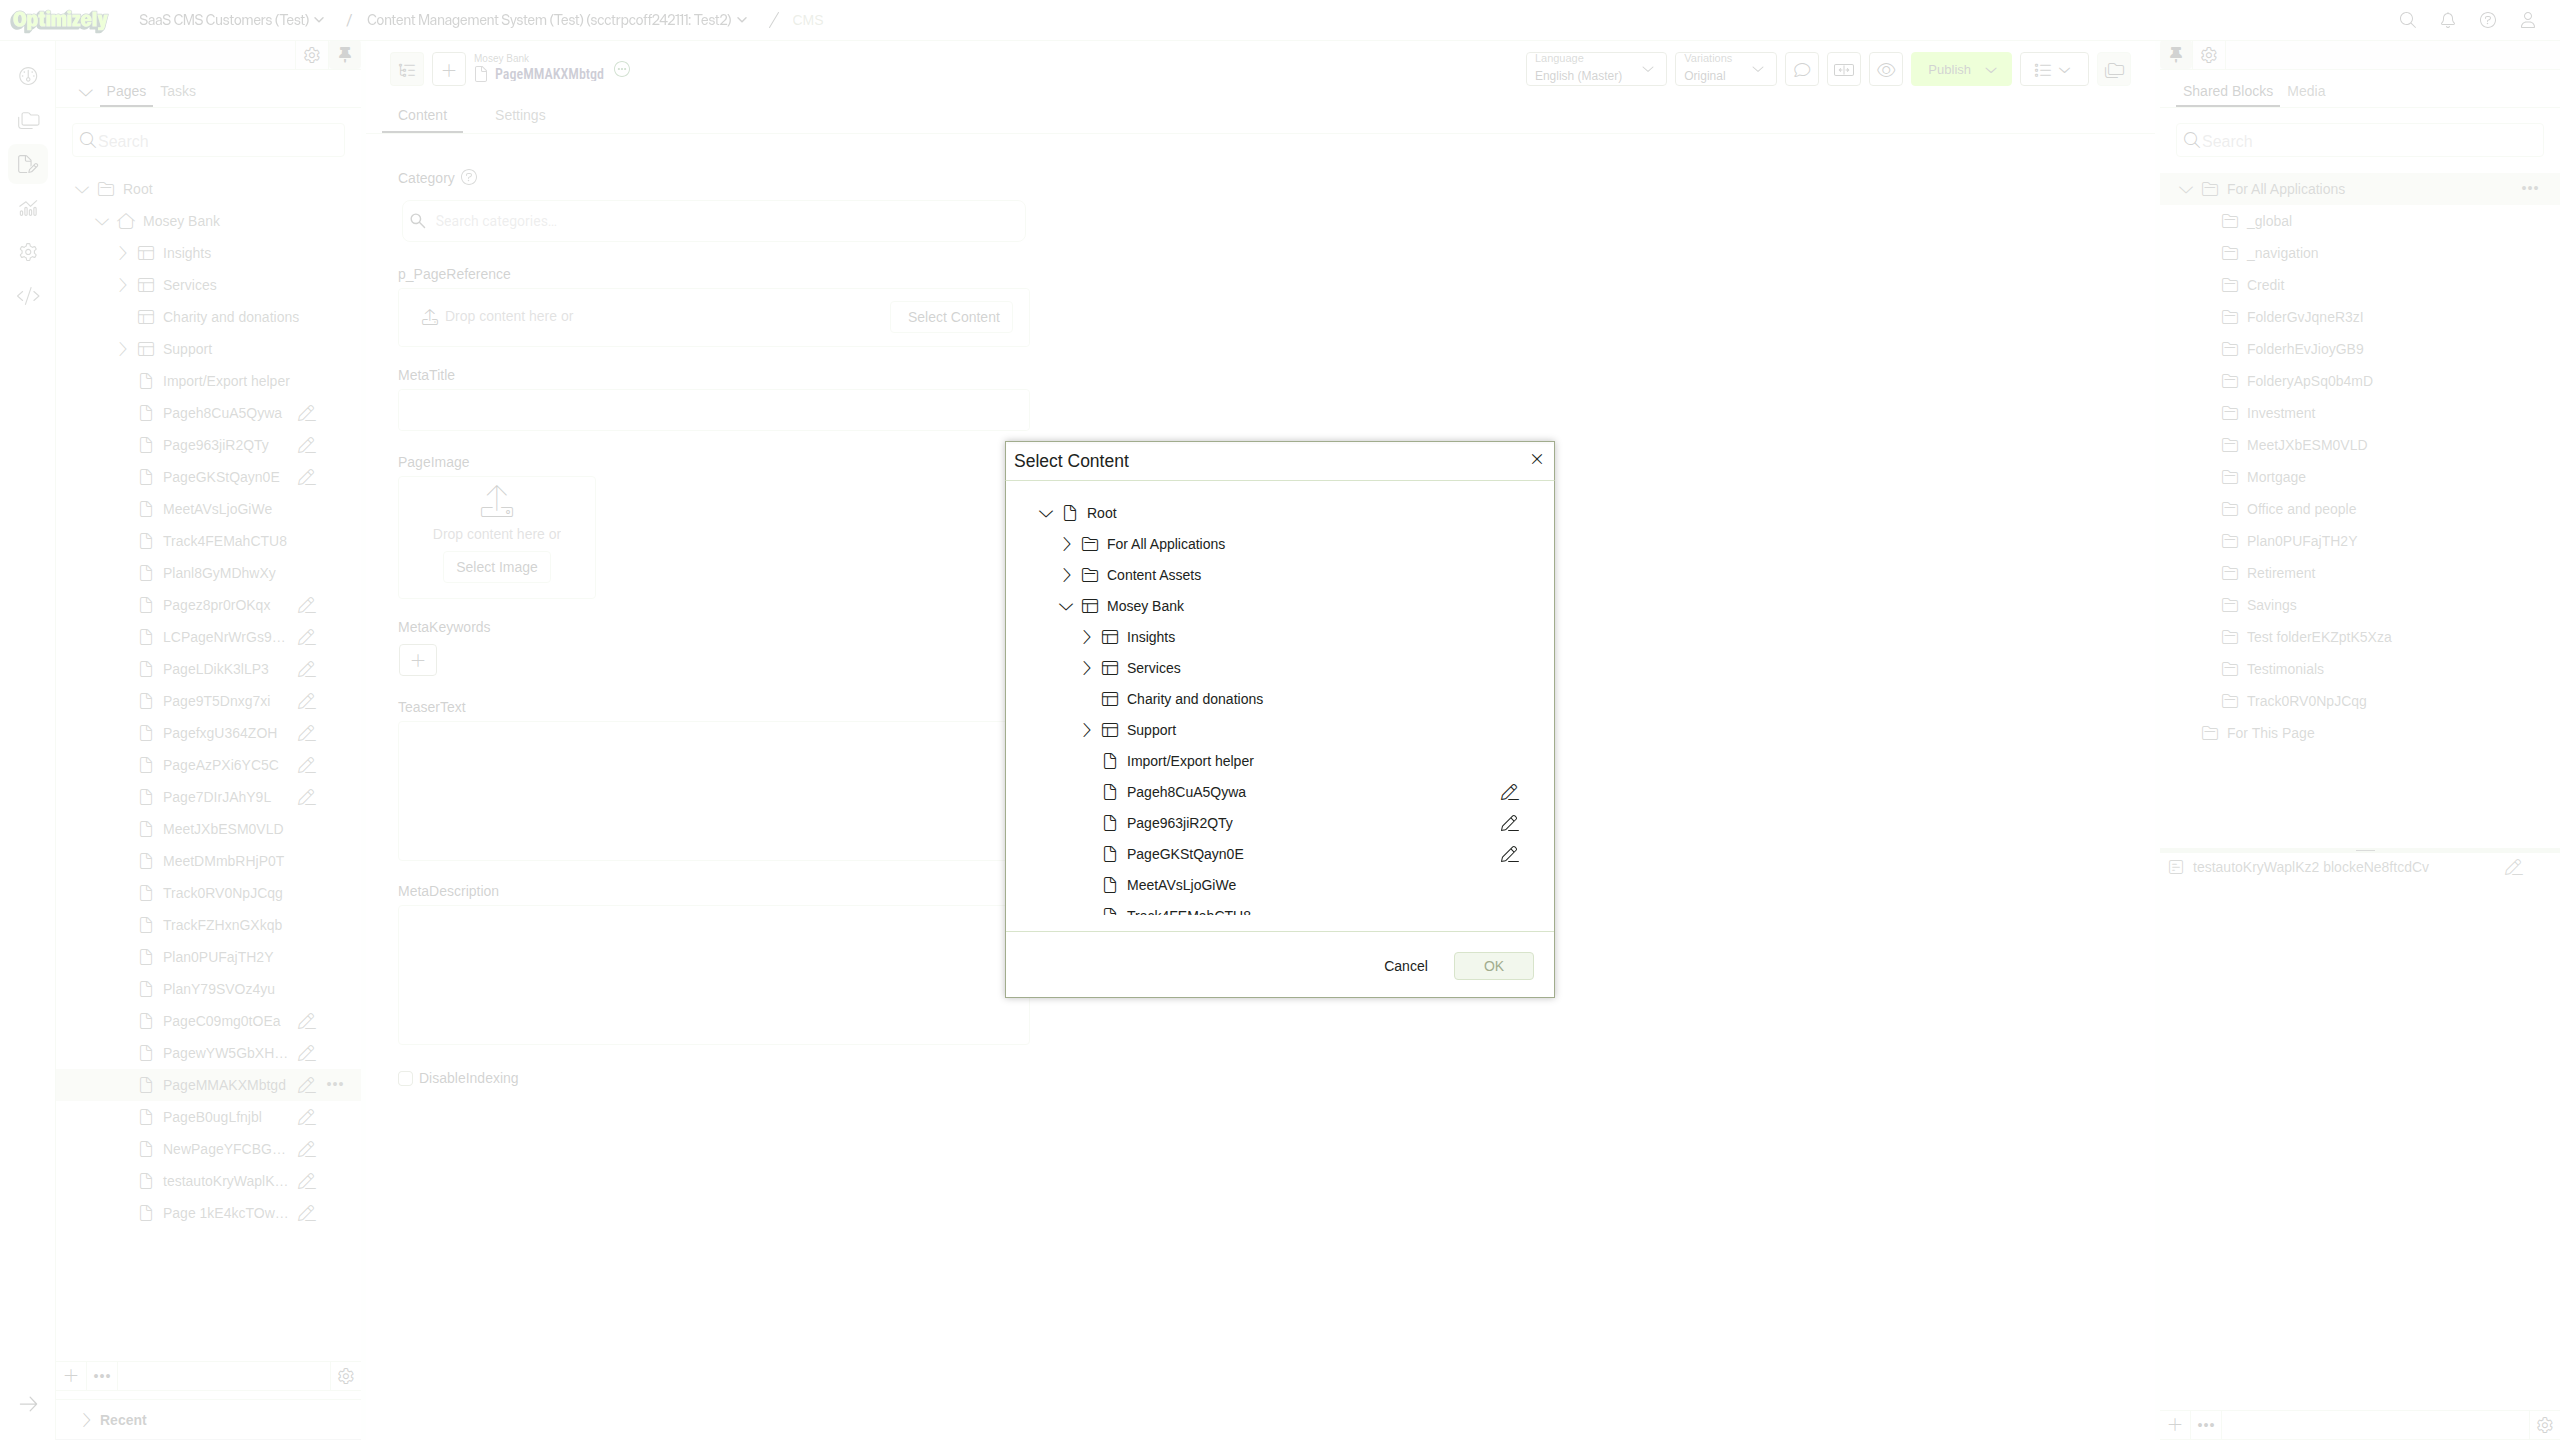 Optimizely
SaaS CMS Customers (Test) / Content Management System (Test) (scctrpcoff242111: Test2) / CMS
Pages Tasks
Search
Root
Mosey Bank
Insights
Services
Charity and donations
Support
Import/Export helper
Pageh8CuA5Qywa
Page963jiR2QTy
PageGKStQayn0E
MeetAVsLjoGiWe
Track4FEMahCTU8
Planl8GyMDhwXy
Pagez8pr0rOKqx
LCPageNrWrGs9...
PageLDikK3lLP3
Page9T5Dnxg7xi
PagefxgU364ZOH
PageAzPXi6YC5C
Page7DIrJAhY9L
MeetJXbESM0VLD
MeetDMmbRHjP0T
Track0RV0NpJCqg
TrackFZHxnGXkqb
Plan0PUFajTH2Y
PlanY79SVOz4yu
PageC09mg0tOEa
PagewYW5GbXH...
PageMMAKXMbtgd
PageB0ugLfnjbl
NewPageYFCBG...
testautoKryWaplK...
Page 1kE4kcTOw...
Recent
Mosey Bank
PageMMAKXMbtgd
Language
English (Master)
Variations
Original
Publish
Content Settings
Category
Search categories...
p_PageReference
Drop content here or
Select Content
MetaTitle
PageImage
Drop content here or
Select Image
MetaKeywords
TeaserText
MetaDescription
DisableIndexing
Select Content
Root
For All Applications
Content Assets
Mosey Bank
Insights
Services
Charity and donations
Support
Import/Export helper
Pageh8CuA5Qywa
Page963jiR2QTy
PageGKStQayn0E
MeetAVsLjoGiWe
Track4FEMahCTU8
Cancel OK
Shared Blocks Media
Search
For All Applications
_global
_navigation
Credit
FolderGvJqneR3zI
FolderhEvJioyGB9
FolderyApSq0b4mD
Investment
MeetJXbESM0VLD
Mortgage
Office and people
Plan0PUFajTH2Y
Retirement
Savings
Test folderEKZptK5Xza
Testimonials
Track0RV0NpJCqg
For This Page
testautoKryWaplKz2 blockeNe8ftcdCv